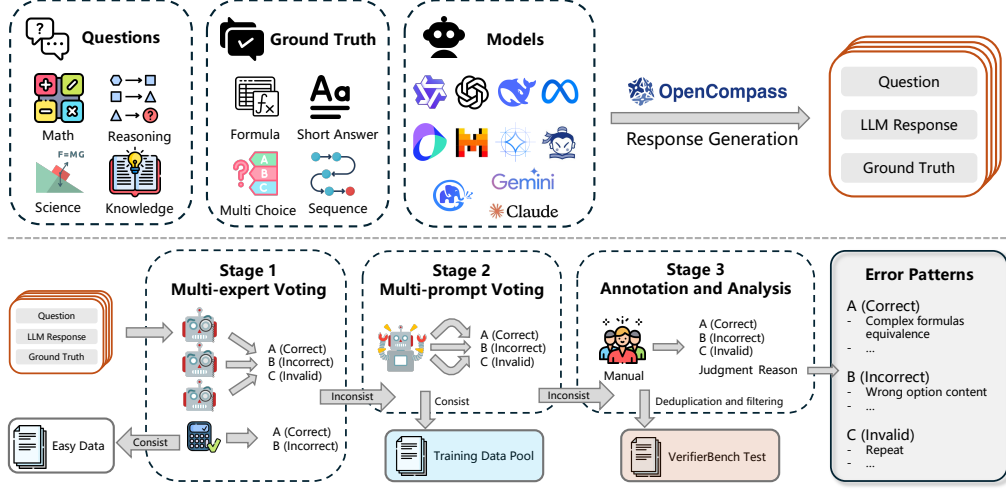 Questions
Math
Reasoning
F=MG
Science
Knowledge
Ground Truth
Aa
Formula
Short Answer
A
B
C
Multi Choice
Sequence
Models
Gemini
Claude
OpenCompass
Response Generation
Question
LLM Response
Ground Truth
Question
LLM Response
Ground Truth
Easy Data
Consist
Stage 1
Multi-expert Voting
A (Correct)
B (Incorrect)
C (Invalid)
A (Correct)
B (Incorrect)
Inconsist
Stage 2
Multi-prompt Voting
A (Correct)
B (Incorrect)
C (Invalid)
Consist
Training Data Pool
Inconsist
Stage 3
Annotation and Analysis
Manual
A (Correct)
B (Incorrect)
C (Invalid)
Judgment Reason
Deduplication and filtering
VerifierBench Test
Error Patterns
A (Correct)
- Complex formulas
equivalence
- ...
B (Incorrect)
- Wrong option content
- ...
C (Invalid)
- Repeat
- ...